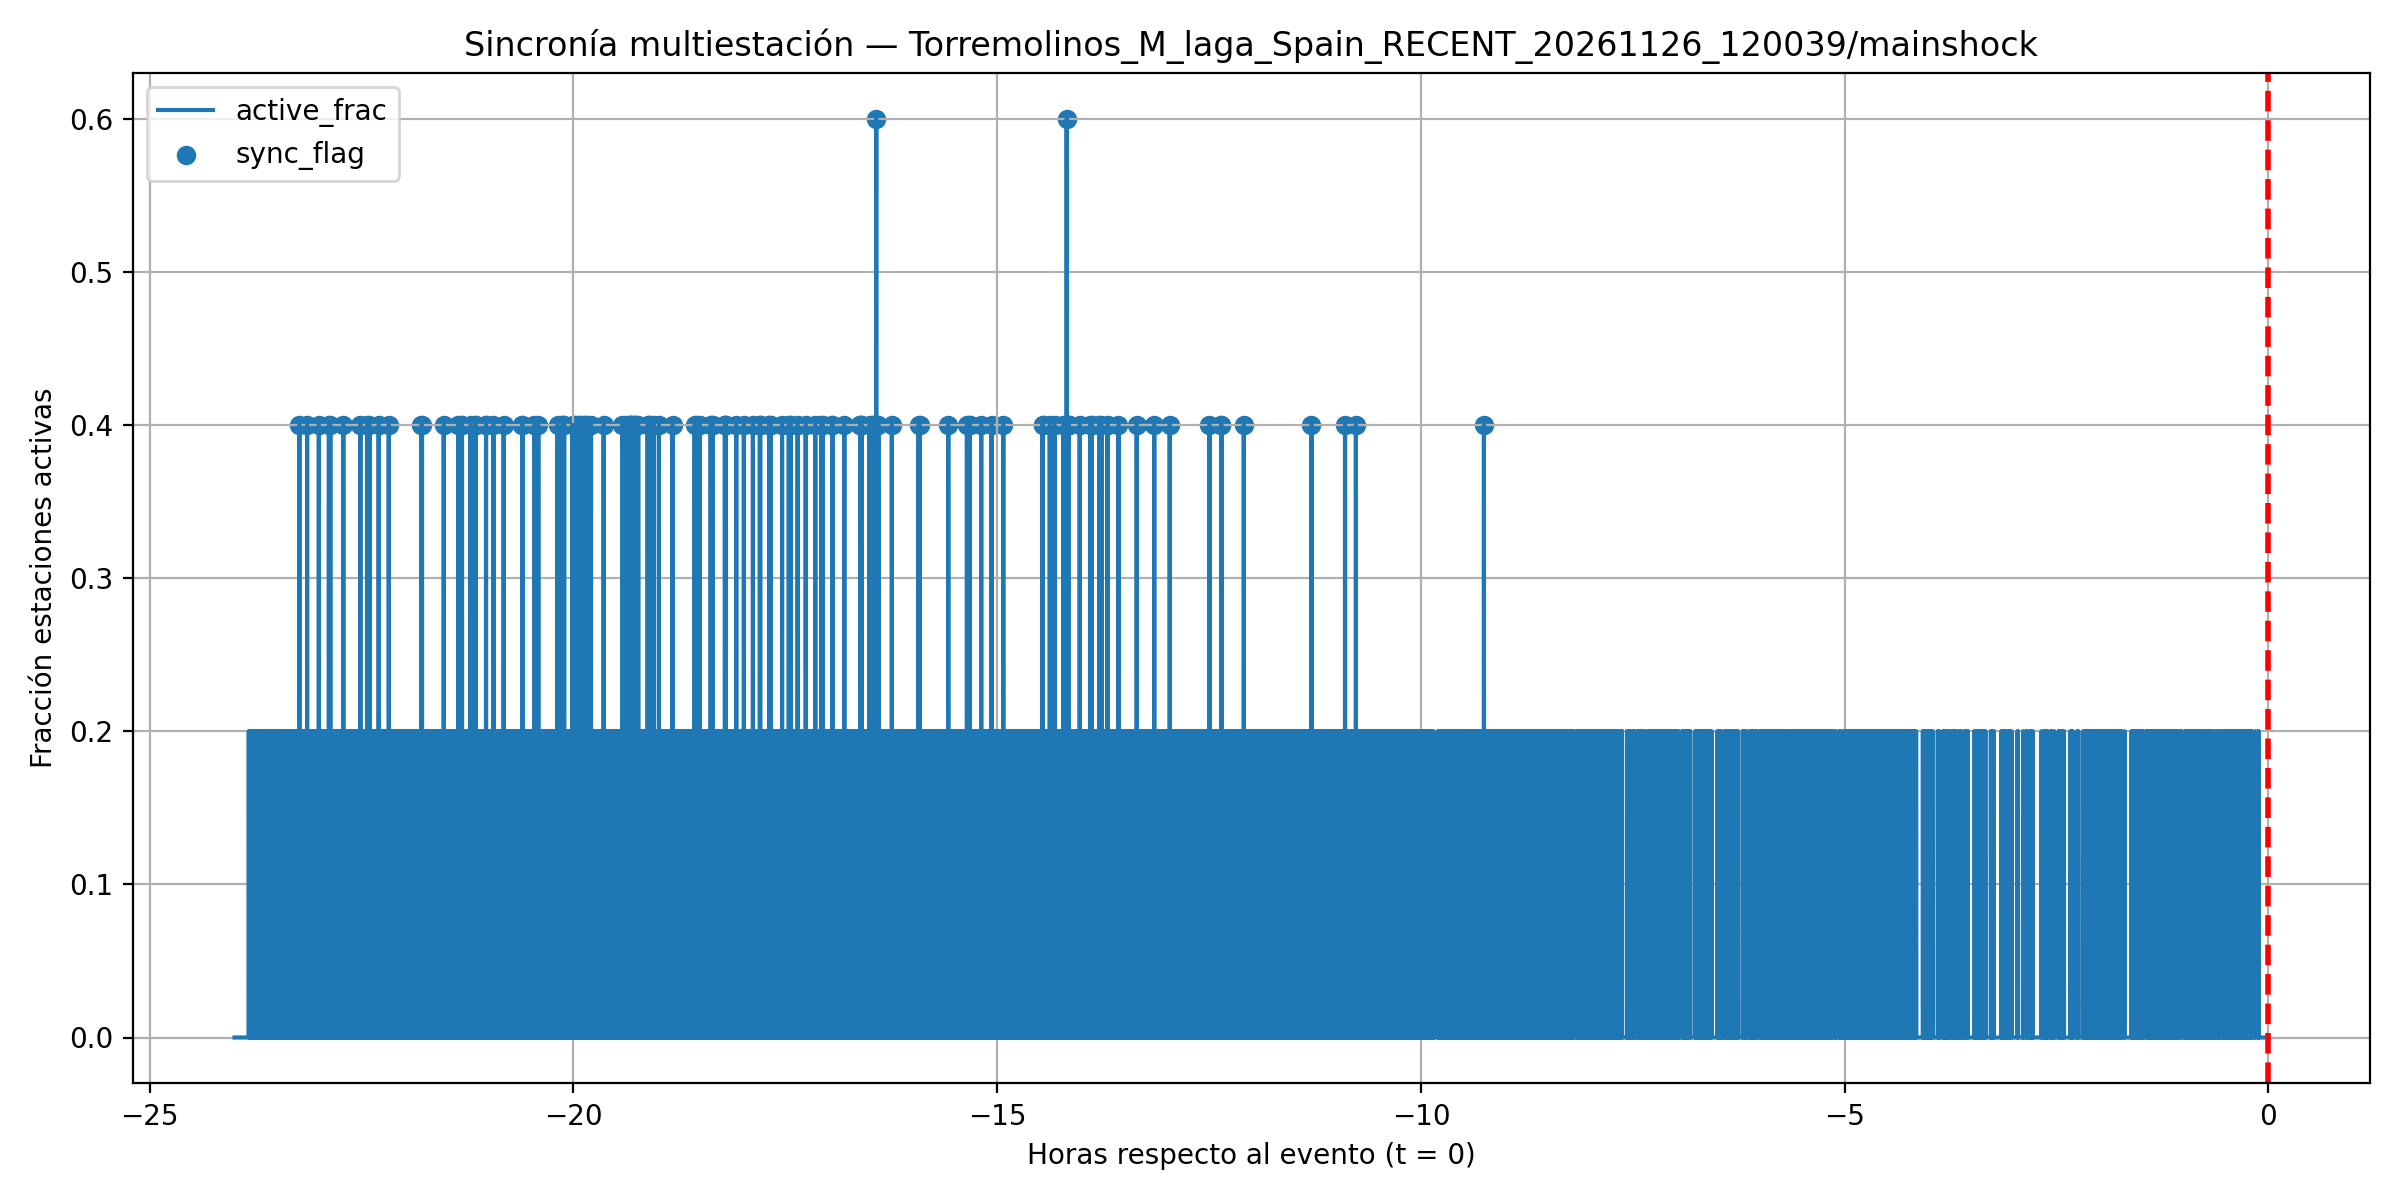 Sincronía multiestación — Torremolinos_M_laga_Spain_RECENT_20261126_120039/mainshock
active_frac
sync_flag
Fracción estaciones activas
0.6
0.5
0.4
0.3
0.2
0.1
0.0
−25
−20
−15
−10
−5
0
Horas respecto al evento (t = 0)